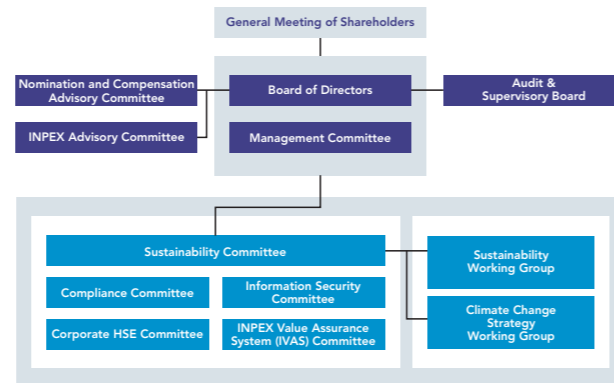 General Meeting of Shareholders
Nomination and Compensation
Advisory Committee
Board of Directors
Audit &
Supervisory Board
INPEX Advisory Committee
Management Committee
Sustainability Committee
Compliance Committee
Information Security
Committee
Corporate HSE Committee
INPEX Value Assurance
System (IVAS) Committee
Sustainability
Working Group
Climate Change
Strategy
Working Group